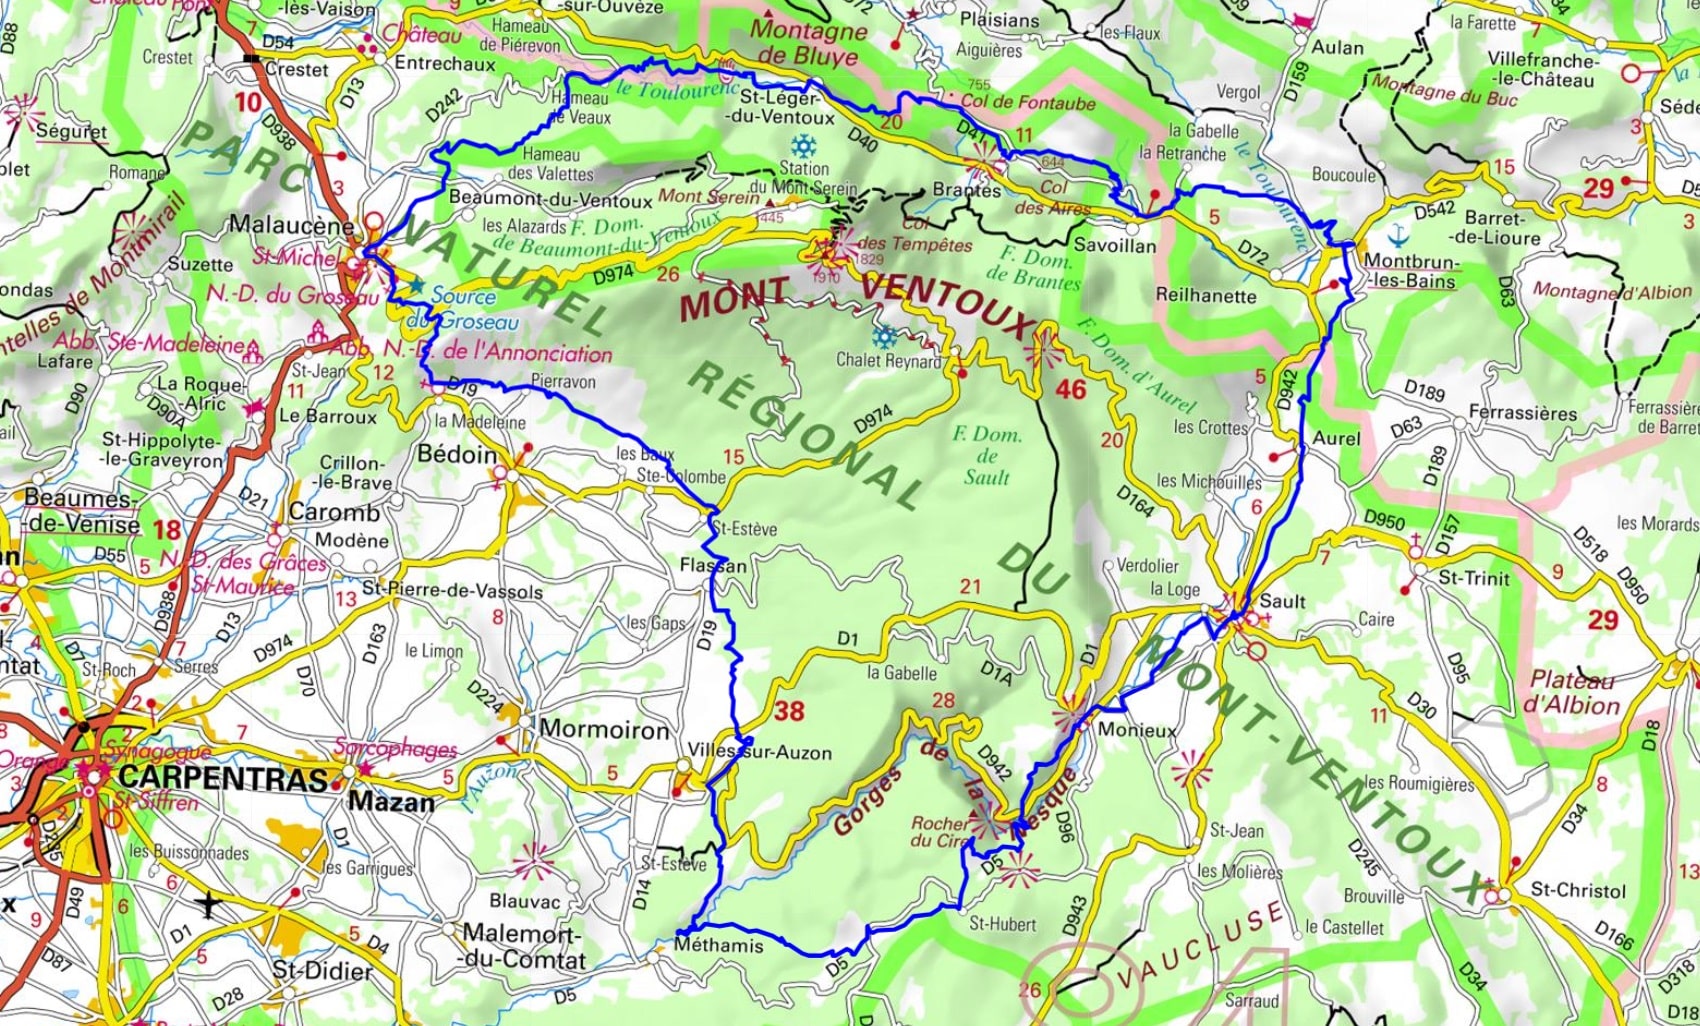 -lès-Vaison
-sur-Ouvèze
Plaisians
les Flaux
la Farette
Château
Hameau
de Piérevon
Montagne
de Bluye
Aiguières
Aulan
Villefranche-
-le-Château
D88
7
D54
Crestet
Crestet
Entrechaux
D13
D242
10
D938
Séguret
Hameau
de Veaux
le Toulourenc
St-Léger-
-du-Ventoux
755
Col de Fontaube
Vergol
D159
Montagne du Buc
la Gabelle
la Retranche
20
D41
11
D40
644
PARC
Romane
3
Hameau
des Valettes
Station
du Mont-Serein
Brantes
Col
des Aires
le Toulourenc
Boucoule
15
29
D542
Barret-
-de-Lioure
Beaumont-du-Ventoux
Mont Serein
1445
Malaucène
les Alazards
F. Dom.
de Beaumont-du-Ventoux
Col
des Tempêtes
1829
1910
Savoillan
5
D72
Montbrun-
-les-Bains
St-Michel
Suzette
NATUREL
D974
26
F. Dom.
de Brantes
Reilhanette
D63
Montagne d'Albion
N.-D. du Groseau
Source
du Groseau
MONT
VENTOUX
Dentelles de Montmirail
Abb. Ste-Madeleine
Abb. N.-D. de l'Annonciation
Lafare
Chalet Reynard
F. Dom. d'Aurel
St-Jean
12
D19
Pierravon
RÉGIONAL
46
5
D942
D189
Ferrassières
La Roque-
-Alric
D90
D90A
11
Le Barroux
la Madeleine
D974
F. Dom.
de
Sault
20
les Crottes
Aurel
D63
D189
St-Hippolyte-
-le-Graveyron
Crillon-
-le-Brave
Bédoin
les Baux
Ste-Colombe
15
les Michouilles
D164
6
Beaumes-
-de-Venise
D21
Caromb
Modène
St-Estève
D950
D157
les Morards
18
D55
5
N.-D. des Grâces
St-Maurice
Flassan
DU
Verdolier
la Loge
7
St-Trinit
D518
9
D950
St-Pierre-de-Vassols
13
8
21
Sault
Caire
29
D938
D13
D163
les Gaps
D19
D1
4
D7
St-Roch
Serres
7
D974
D70
le Limon
D224
la Gabelle
D1A
D1
MONT-VENTOUX
D95
Plateau
d'Albion
D18
2
38
28
Monieux
11
D30
Synagogue
Orange
7
Sarcophages
Mormoiron
Villes-sur-Auzon
D942
Gorges
de
la
Nesque
les Roumigières
8
CARPENTRAS
St-Siffren
Mazan
5
l'Auzon
5
Rocher
du Cire
D96
D34
D1
les Buissonnades
les Garrigues
St-Estève
D5
St-Jean
les Molières
D245
St-Christol
13
D49
6
6
9
Blauvac
D14
Brouville
D1
5
5
D4
Malemort-
-du-Comtat
Méthamis
St-Hubert
D943
VAUCLUSE
le Castellet
D166
D87
St-Didier
D28
D5
D5
26
Sarraud
D34
D318